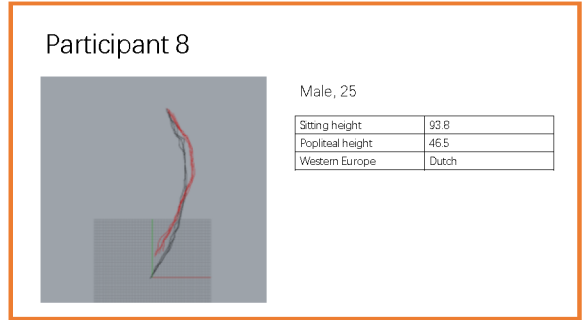 Participant 8
Male, 25
Sitting height 93.8
Popliteal height 46.5
Western Europe Dutch